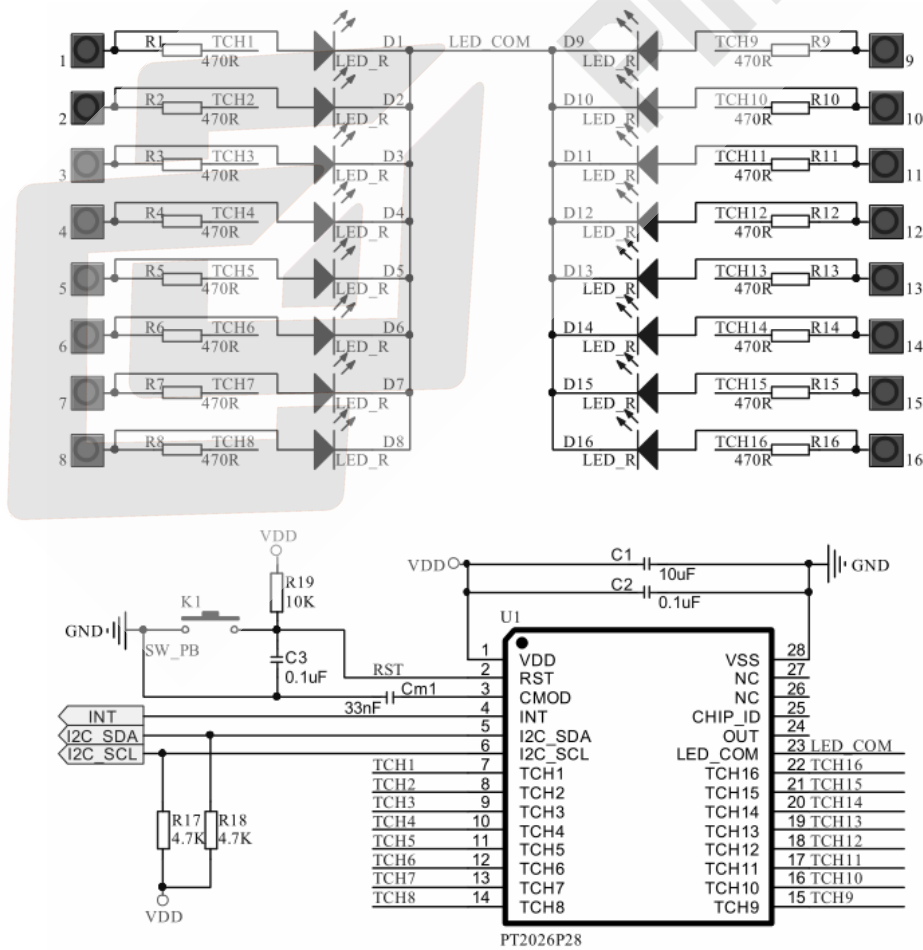 R1 TCH1 D1 LED_COM D9 TCH9 R9
1 470R LED_R LED_R 470R 9
R2 TCH2 D2 D10 TCH10 R10
2 470R LED_R LED_R 470R 10
R3 TCH3 D3 D11 TCH11 R11
3 470R LED_R LED_R 470R 11
R4 TCH4 D4 D12 TCH12 R12
4 470R LED_R LED_R 470R 12
R5 TCH5 D5 D13 TCH13 R13
5 470R LED_R LED_R 470R 13
R6 TCH6 D6 D14 TCH14 R14
6 470R LED_R LED_R 470R 14
R7 TCH7 D7 D15 TCH15 R15
7 470R LED_R LED_R 470R 15
R8 TCH8 D8 D16 TCH16 R16
8 470R LED_R LED_R 470R 16
VDD
R19
10K
K1
GND
SW_PB
C3
0.1uF
RST
Cm1
33nF
INT
I2C_SDA
I2C_SCL
R17 R18
4.7K 4.7K
VDD
VDD C1 GND
10uF
C2
0.1uF
U1
1 VDD VSS 28
2 RST NC 27
3 CMOD NC 26
4 INT CHIP_ID 25
5 I2C_SDA OUT 24
6 I2C_SCL LED_COM 23 LED_COM
TCH1 7 TCH1 TCH16 22 TCH16
TCH2 8 TCH2 TCH15 21 TCH15
TCH3 9 TCH3 TCH14 20 TCH14
TCH4 10 TCH4 TCH13 19 TCH13
TCH5 11 TCH5 TCH12 18 TCH12
TCH6 12 TCH6 TCH11 17 TCH11
TCH7 13 TCH7 TCH10 16 TCH10
TCH8 14 TCH8 TCH9 15 TCH9
PT2026P28